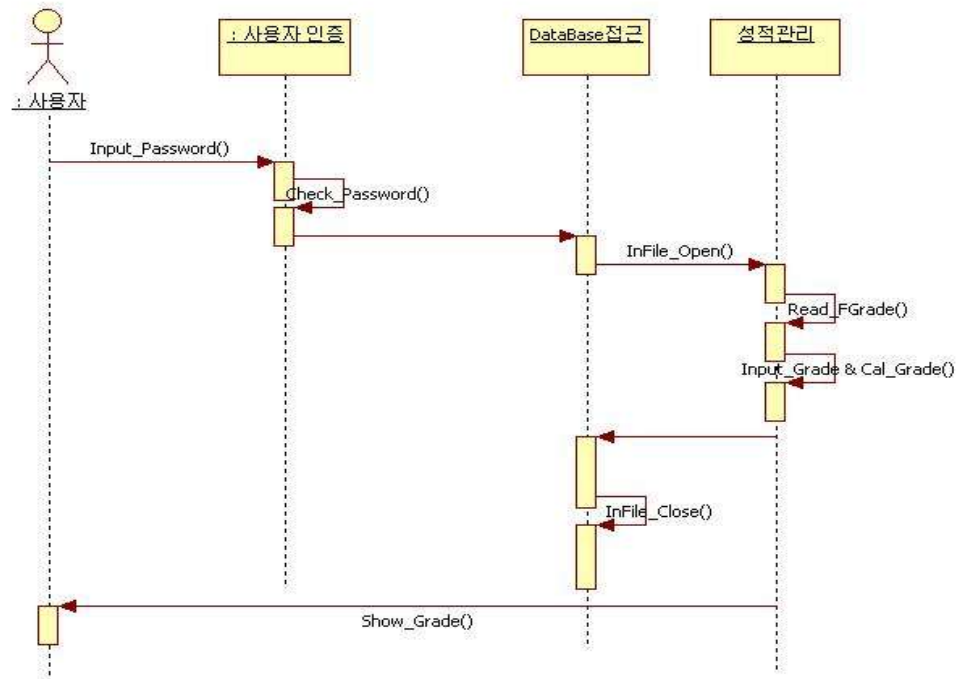 : 사용자
: 사용자 인증
DataBase접근
성적관리
Input_Password()
Check_Password()
InFile_Open()
Read_FGrade()
Input_Grade & Cal_Grade()
InFile_Close()
Show_Grade()